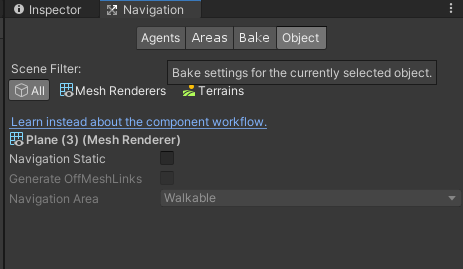 Inspector Navigation
Agents Areas Bake Object
Scene Filter:
Bake settings for the currently selected object.
All Mesh Renderers Terrains
Learn instead about the component workflow.
Plane (3) (Mesh Renderer)
Navigation Static
Generate OffMeshLinks
Navigation Area Walkable